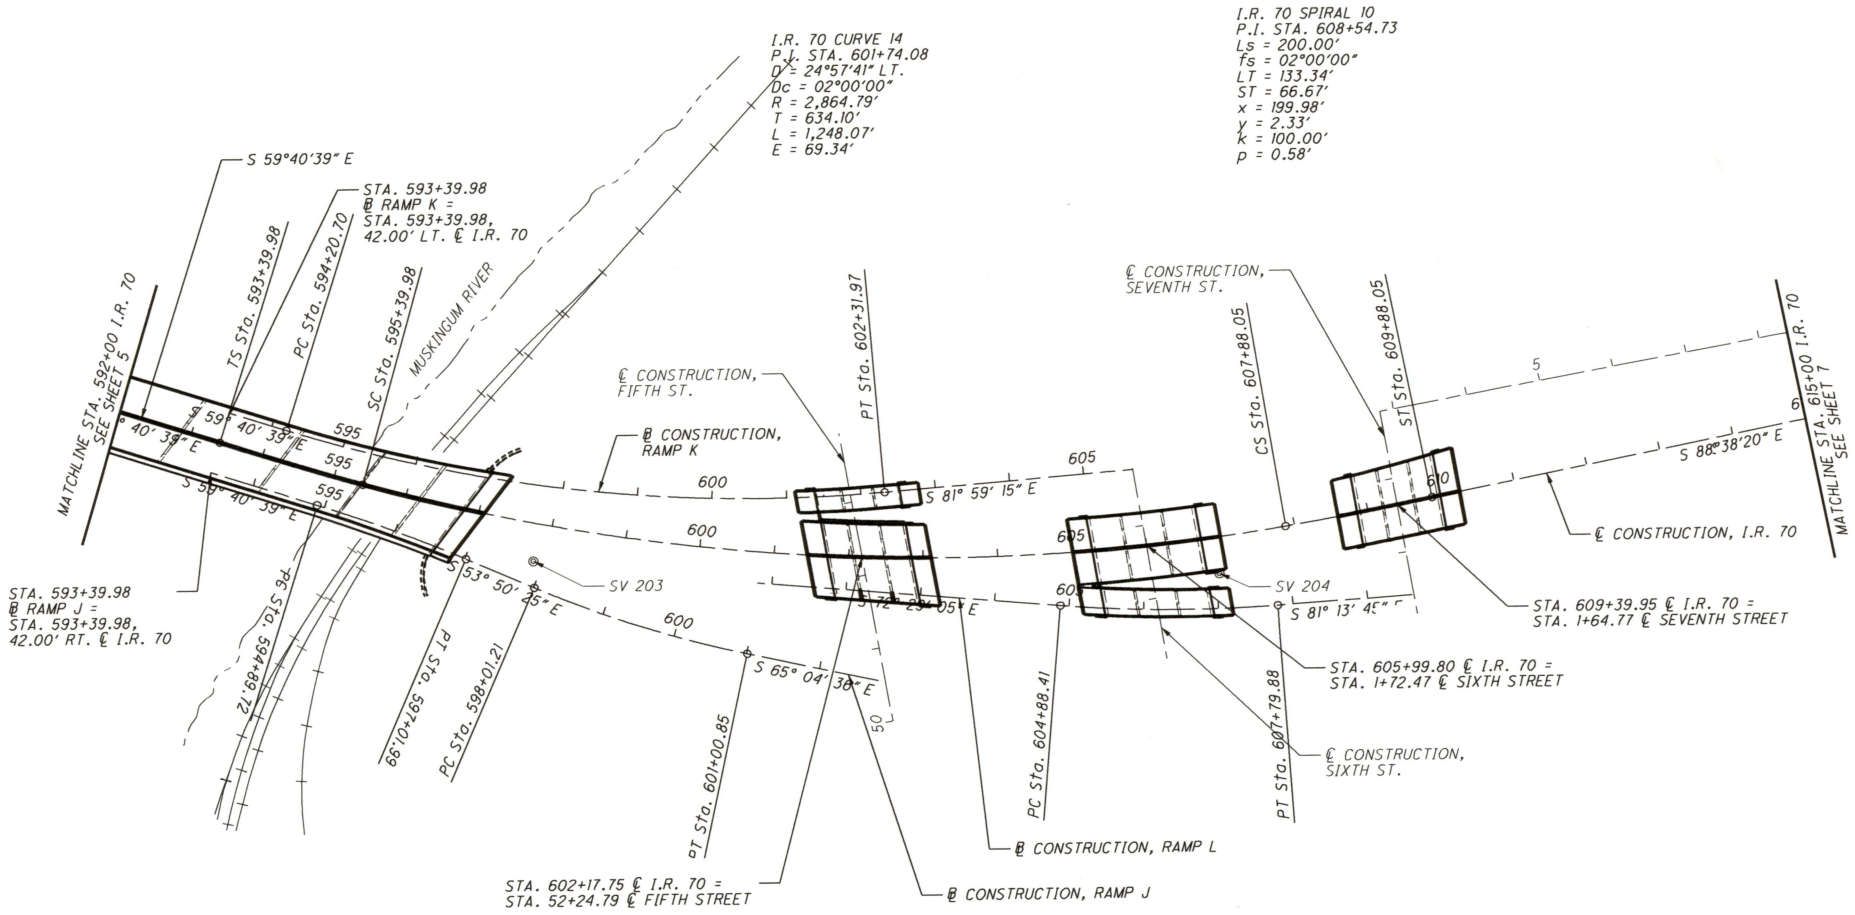 I.R. 70 CURVE 14
P.I. STA. 601+74.08
D = 24°57'41" LT.
Dc = 02°00'00"
R = 2,864.79'
T = 634.10'
L = 1,248.07'
E = 69.34'
I.R. 70 SPIRAL 10
P.I. STA. 608+54.73
Ls = 200.00'
fs = 02°00'00"
LT = 133.34'
ST = 66.67'
x = 199.98'
y = 2.33'
k = 100.00'
p = 0.58'
S 59°40'39" E
STA. 593+39.98
℄ RAMP K =
STA. 593+39.98,
42.00' LT. ℄ I.R. 70
MATCHLINE STA. 592+00 I.R. 70
SEE SHEET 5
TS Sta. 593+39.98
PC Sta. 594+20.70
SC Sta. 595+39.98
MUSKINGUM RIVER
℄ CONSTRUCTION,
FIFTH ST.
℄ CONSTRUCTION,
RAMP K
PT Sta. 602+31.97
℄ CONSTRUCTION,
SEVENTH ST.
CS Sta. 607+88.05
ST Sta. 609+88.05
5
MATCHLINE STA. 615+00 I.R. 70
SEE SHEET 7
S 59° 40' 39" E
595
° 40' 39" E
595
S 59° 40' 39" E
595
600
605
S 81° 59' 15" E
600
605
610
6
S 88° 38' 20" E
℄ CONSTRUCTION, I.R. 70
S 53° 50' 25" E
SV 203
S 72° 29' 05" E
605
SV 204
S 81° 13' 45" E
600
S 65° 04' 38" E
50
STA. 593+39.98
℄ RAMP J =
STA. 593+39.98,
42.00' RT. ℄ I.R. 70
PC Sta. 594+89.72
PT Sta. 597+01.99
PC Sta. 598+01.21
PT Sta. 601+00.85
PC Sta. 604+88.41
PT Sta. 607+79.88
STA. 609+39.95 ℄ I.R. 70 =
STA. 1+64.77 ℄ SEVENTH STREET
STA. 605+99.80 ℄ I.R. 70 =
STA. 1+72.47 ℄ SIXTH STREET
℄ CONSTRUCTION,
SIXTH ST.
℄ CONSTRUCTION, RAMP L
℄ CONSTRUCTION, RAMP J
STA. 602+17.75 ℄ I.R. 70 =
STA. 52+24.79 ℄ FIFTH STREET